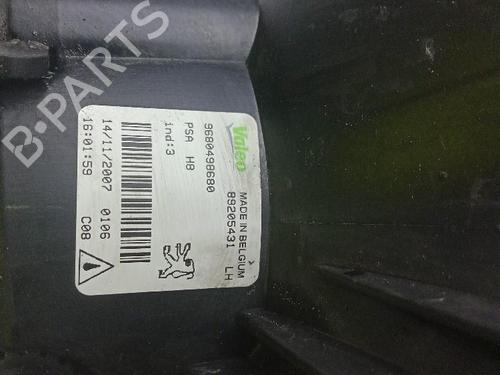 Valeo
MADE IN BELGIUM
9680498680
89205431 LH
PSA H8
ind:3
14/11/2007 0106
16:01:59 C08
B-PARTS